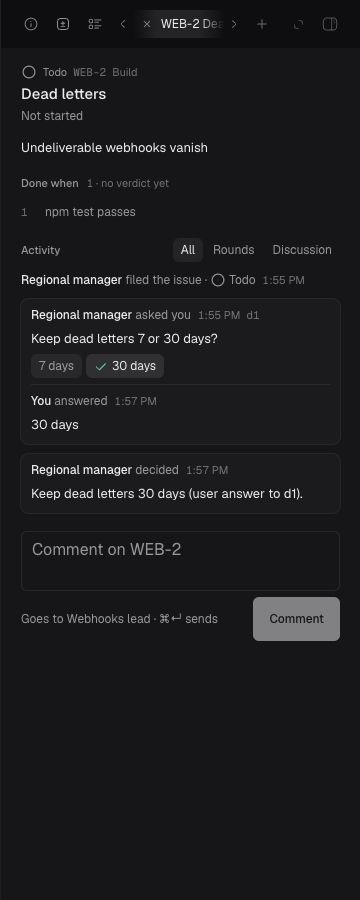 WEB-2 Dea
Todo WEB-2 Build
Dead letters
Not started
Undeliverable webhooks vanish
Done when 1 · no verdict yet
1 npm test passes
Activity All Rounds Discussion
Regional manager filed the issue · Todo 1:55 PM
Regional manager asked you 1:55 PM d1
Keep dead letters 7 or 30 days?
7 days 30 days
You answered 1:57 PM
30 days
Regional manager decided 1:57 PM
Keep dead letters 30 days (user answer to d1).
Comment on WEB-2
Goes to Webhooks lead · ⌘↵ sends Comment